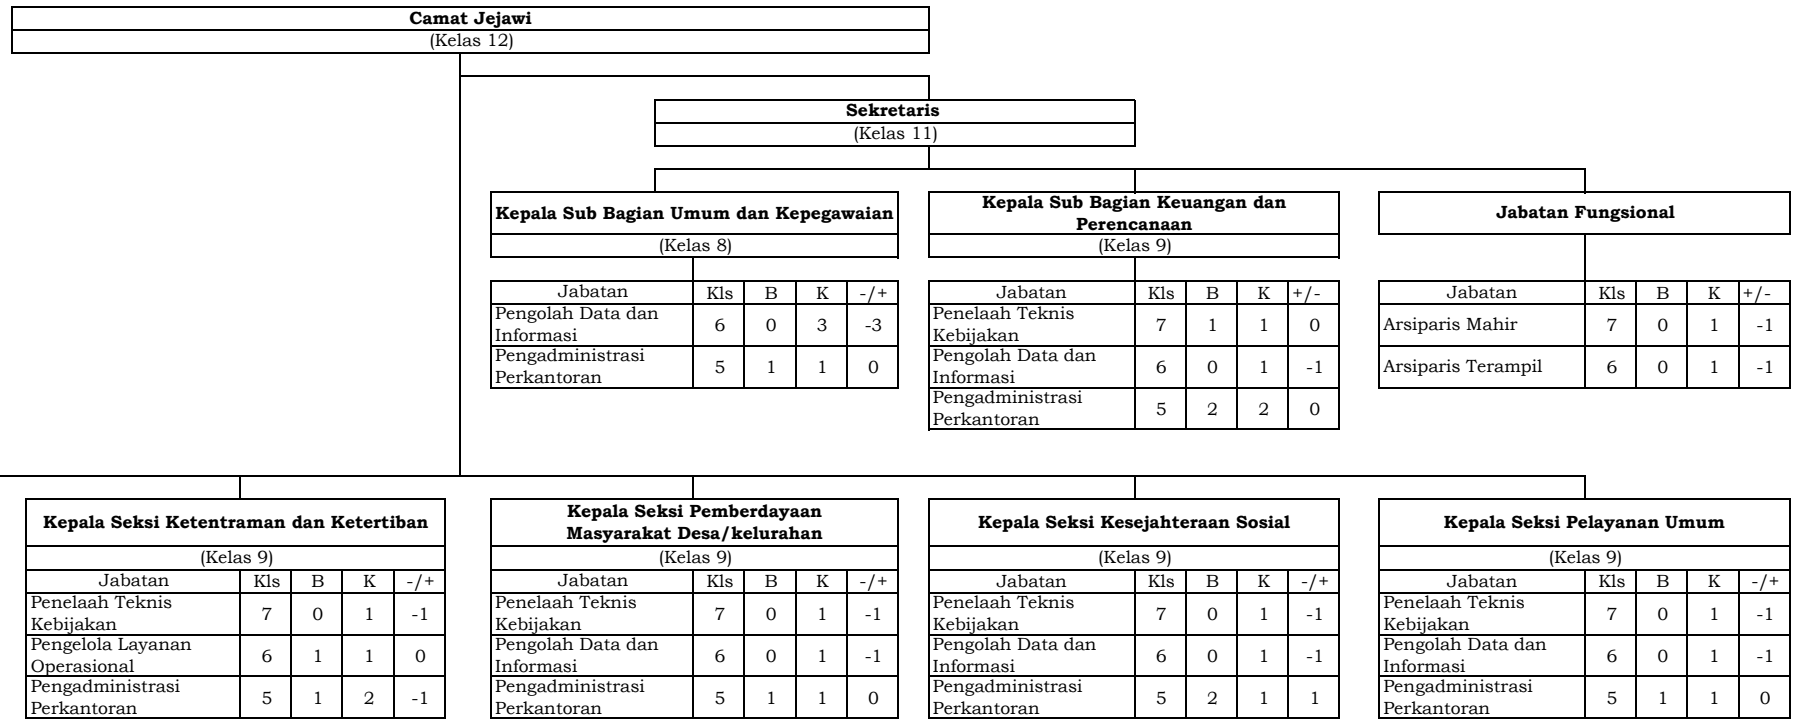 Camat Jejawi
(Kelas 12)
Sekretaris
(Kelas 11)
Kepala Sub Bagian Umum dan Kepegawaian
(Kelas 8)
Jabatan Kls B K -/+
Pengolah Data dan
Informasi 6 0 3 -3
Pengadministrasi
Perkantoran 5 1 1 0
Kepala Sub Bagian Keuangan dan
Perencanaan
(Kelas 9)
Jabatan Kls B K +/-
Penelaah Teknis
Kebijakan 7 1 1 0
Pengolah Data dan
Informasi 6 0 1 -1
Pengadministrasi
Perkantoran 5 2 2 0
Jabatan Fungsional
Jabatan Kls B K +/-
Arsiparis Mahir 7 0 1 -1
Arsiparis Terampil 6 0 1 -1
Kepala Seksi Ketentraman dan Ketertiban
(Kelas 9)
Jabatan Kls B K -/+
Penelaah Teknis
Kebijakan 7 0 1 -1
Pengelola Layanan
Operasional 6 1 1 0
Pengadministrasi
Perkantoran 5 1 2 -1
Kepala Seksi Pemberdayaan
Masyarakat Desa/kelurahan
(Kelas 9)
Jabatan Kls B K -/+
Penelaah Teknis
Kebijakan 7 0 1 -1
Pengolah Data dan
Informasi 6 0 1 -1
Pengadministrasi
Perkantoran 5 1 1 0
Kepala Seksi Kesejahteraan Sosial
(Kelas 9)
Jabatan Kls B K -/+
Penelaah Teknis
Kebijakan 7 0 1 -1
Pengolah Data dan
Informasi 6 0 1 -1
Pengadministrasi
Perkantoran 5 2 1 1
Kepala Seksi Pelayanan Umum
(Kelas 9)
Jabatan Kls B K -/+
Penelaah Teknis
Kebijakan 7 0 1 -1
Pengolah Data dan
Informasi 6 0 1 -1
Pengadministrasi
Perkantoran 5 1 1 0